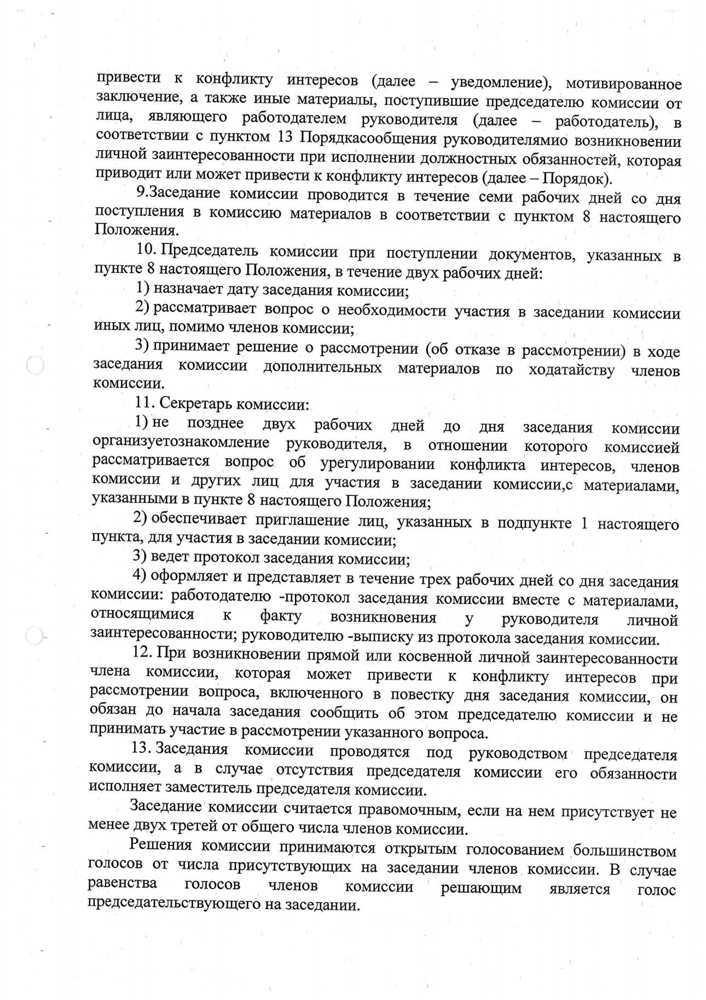 привести к конфликту интересов (далее – уведомление), мотивированное
заключение, а также иные материалы, поступившие председателю комиссии от
лица, являющего работодателем руководителя (далее – работодатель), в
соответствии с пунктом 13 Порядкасообщения руководителямио возникновении
личной заинтересованности при исполнении должностных обязанностей, которая
приводит или может привести к конфликту интересов (далее – Порядок).
9.Заседание комиссии проводится в течение семи рабочих дней со дня
поступления в комиссию материалов в соответствии с пунктом 8 настоящего
Положения.
10. Председатель комиссии при поступлении документов, указанных в
пункте 8 настоящего Положения, в течение двух рабочих дней:
1) назначает дату заседания комиссии;
2) рассматривает вопрос о необходимости участия в заседании комиссии
иных лиц, помимо членов комиссии;
3) принимает решение о рассмотрении (об отказе в рассмотрении) в ходе
заседания комиссии дополнительных материалов по ходатайству членов
комиссии.
11. Секретарь комиссии:
1) не позднее двух рабочих дней до дня заседания комиссии
организуетознакомление руководителя, в отношении которого комиссией
рассматривается вопрос об урегулировании конфликта интересов, членов
комиссии и других лиц для участия в заседании комиссии,с материалами,
указанными в пункте 8 настоящего Положения;
2) обеспечивает приглашение лиц, указанных в подпункте 1 настоящего
пункта, для участия в заседании комиссии;
3) ведет протокол заседания комиссии;
4) оформляет и представляет в течение трех рабочих дней со дня заседания
комиссии: работодателю -протокол заседания комиссии вместе с материалами,
относящимися к факту возникновения у руководителя личной
заинтересованности; руководителю -выписку из протокола заседания комиссии.
12. При возникновении прямой или косвенной личной заинтересованности
члена комиссии, которая может привести к конфликту интересов при
рассмотрении вопроса, включенного в повестку дня заседания комиссии, он
обязан до начала заседания сообщить об этом председателю комиссии и не
принимать участие в рассмотрении указанного вопроса.
13. Заседания комиссии проводятся под руководством председателя
комиссии, а в случае отсутствия председателя комиссии его обязанности
исполняет заместитель председателя комиссии.
Заседание комиссии считается правомочным, если на нем присутствует не
менее двух третей от общего числа членов комиссии.
Решения комиссии принимаются открытым голосованием большинством
голосов от числа присутствующих на заседании членов комиссии. В случае
равенства голосов членов комиссии решающим является голос
председательствующего на заседании.